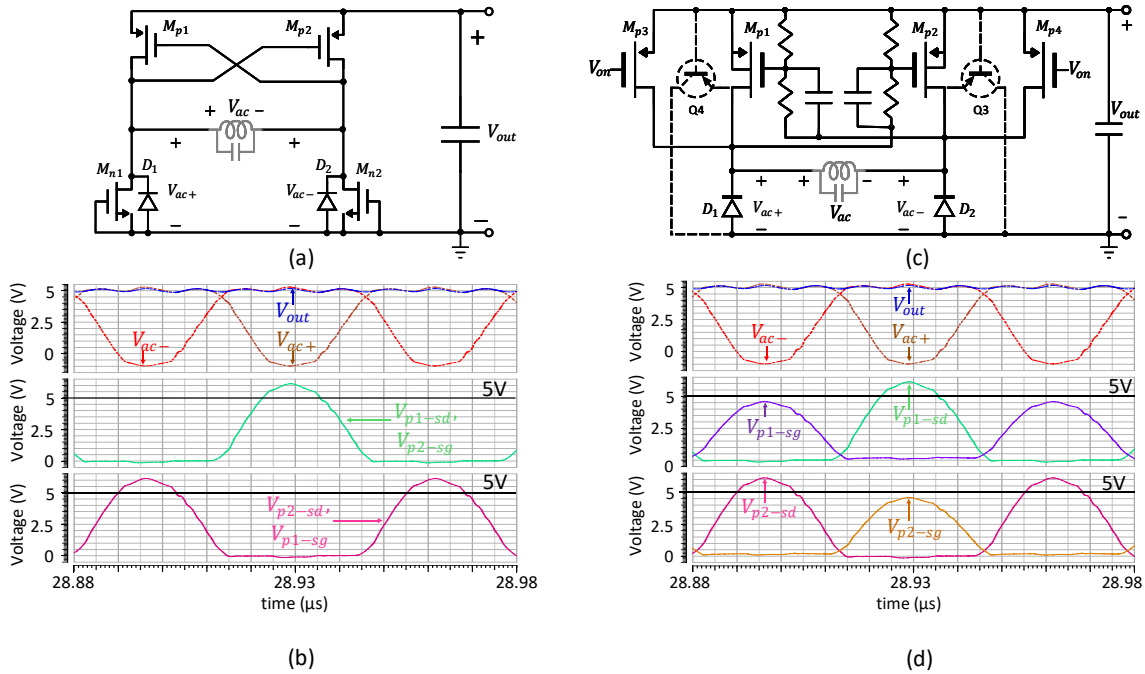 M_p1 M_p2
+
+ V_ac −
+ +
V_out
M_n1 D_1 V_ac+ V_ac− D_2 M_n2
− −
−
(a)
M_p3 M_p1 M_p2 M_p4
+
V_on V_on
Q4 Q3
V_out
+ + − +
V_ac
D_1 V_ac+ V_ac− D_2
− −
−
(c)
Voltage (V)
5
2.5
0
V_out
V_ac− V_ac+
Voltage (V)
5
2.5
0
5V
V_p1−sd,
V_p2−sg
Voltage (V)
5
2.5
0
5V
V_p2−sd,
V_p1−sg
28.88 28.93 28.98
time (μs)
(b)
Voltage (V)
5
2.5
0
V_out
V_ac− V_ac+
Voltage (V)
5
2.5
0
5V
V_p1−sg V_p1−sd
Voltage (V)
5
2.5
0
5V
V_p2−sd V_p2−sg
28.88 28.93 28.98
time (μs)
(d)